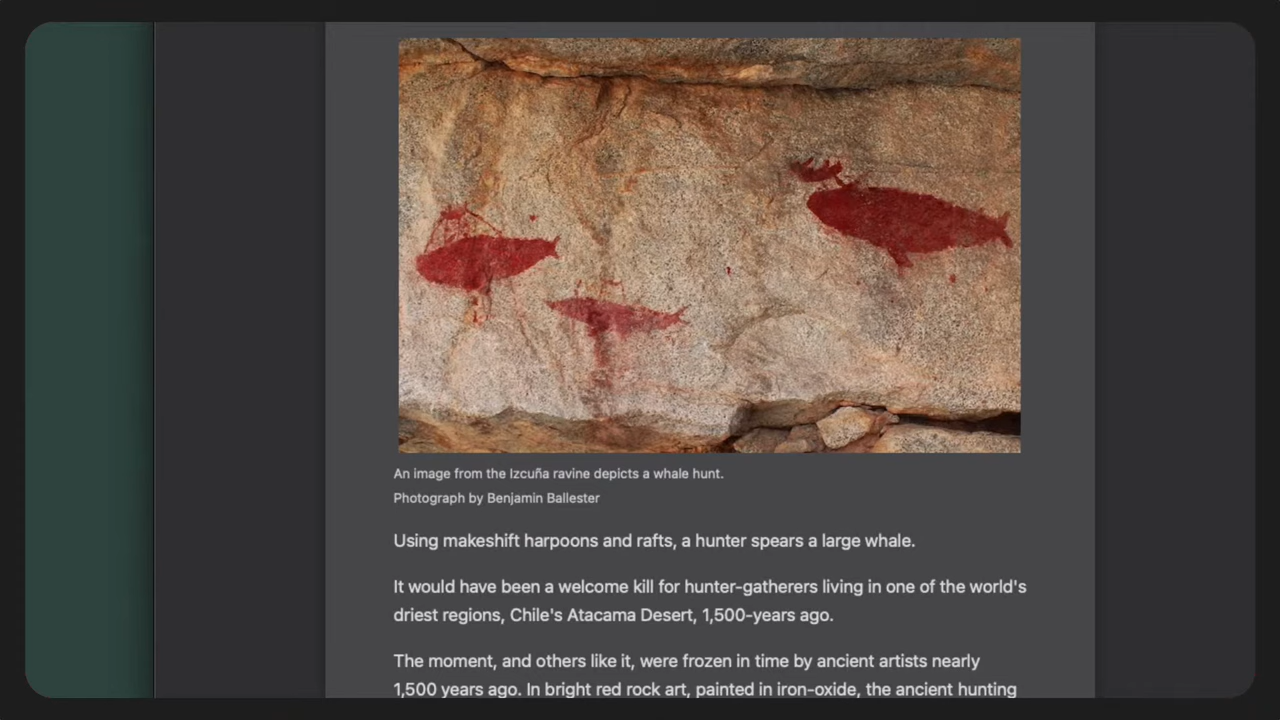 An image from the Izcuña ravine depicts a whale hunt.
Photograph by Benjamin Ballester
Using makeshift harpoons and rafts, a hunter spears a large whale.
It would have been a welcome kill for hunter-gatherers living in one of the world's
driest regions, Chile's Atacama Desert, 1,500-years ago.
The moment, and others like it, were frozen in time by ancient artists nearly
1,500 years ago. In bright red rock art, painted in iron-oxide, the ancient hunting